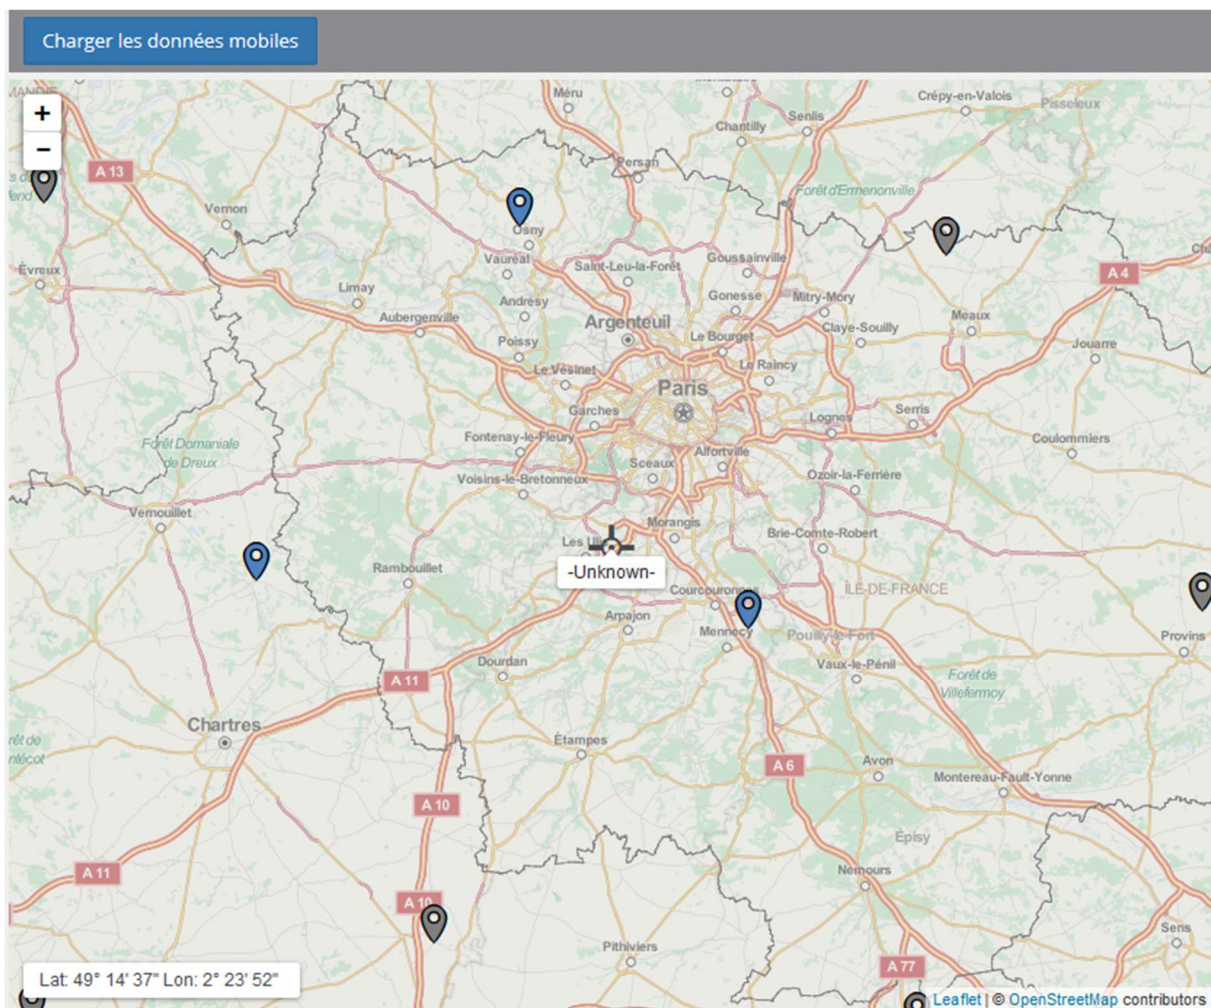 Charger les données mobiles
+
−
Méru
Crépy-en-Valois
Pisseleux
Chantilly
Senlis
Persan
A 13
Forêt d'Ermenonville
Vernon
Osny
Vauréal
Saint-Leu-la-Forêt
Goussainville
Évreux
A 4
Limay
Andrésy
Gonesse
Mitry-Mory
Aubergenville
Argenteuil
Meaux
Poissy
Le Bourget
Claye-Souilly
Jouarre
Le Vésinet
Le Raincy
Paris
Garches
Lognes
Serris
Forêt Domaniale
de Dreux
Fontenay-le-Fleury
Coulommiers
Sceaux
Alfortville
Voisins-le-Bretonneux
Ozoir-la-Ferrière
Vernouillet
Morangis
Brie-Comte-Robert
Les Uli
Rambouillet
-Unknown-
Courcouronnes
ÎLE-DE-FRANCE
Arpajon
Mennecy
Pouilly-le-Fort
Provins
Dourdan
Vaux-le-Pénil
A 11
Forêt de
Villefermoy
Chartres
Étampes
A 6
Avon
Montereau-Fault-Yonne
A 10
Épisy
A 11
Nemours
A 10
Pithiviers
Sens
A 77
Lat: 49° 14' 37" Lon: 2° 23' 52"
Leaflet | © OpenStreetMap contributors